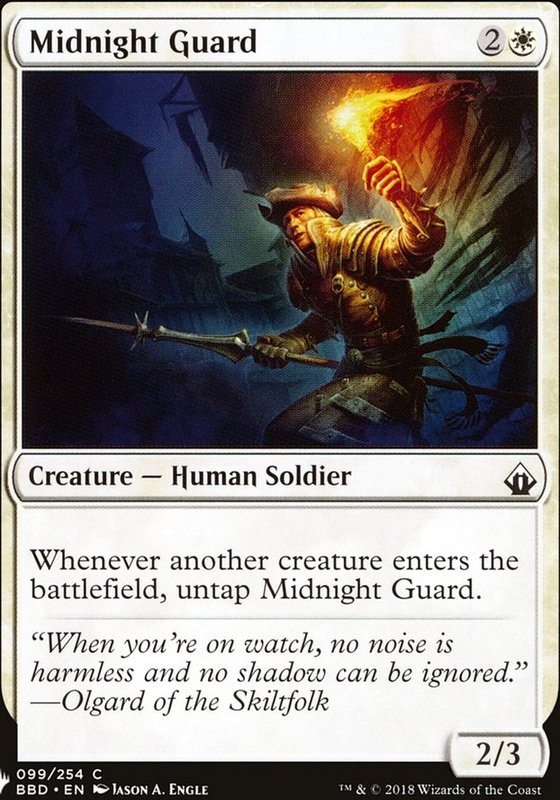 Midnight Guard 2
Creature — Human Soldier
Whenever another creature enters the
battlefield, untap Midnight Guard.
“When you’re on watch, no noise is
harmless and no shadow can be ignored.”
—Olgard of the Skiltfolk
2/3
099/254 C
BBD • EN Jason A. Engle
™ & © 2018 Wizards of the Coast